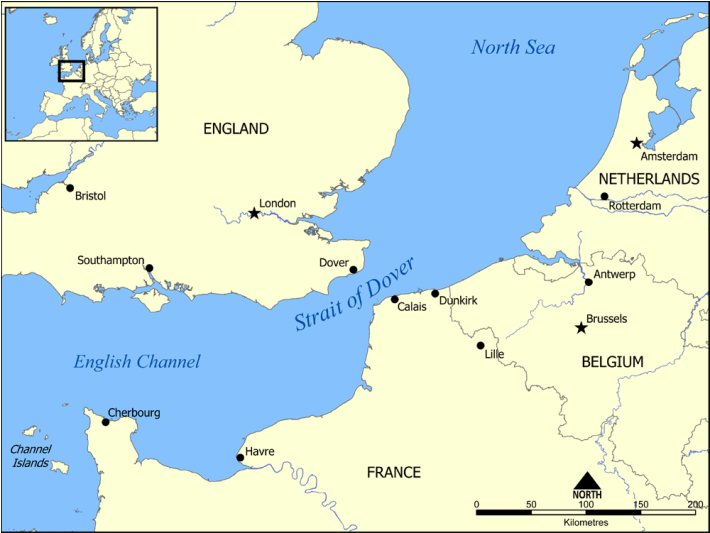 North Sea
ENGLAND
Amsterdam
NETHERLANDS
Bristol
London
Rotterdam
Southampton
Dover
Strait of Dover
Antwerp
Calais
Dunkirk
Brussels
English Channel
Lille
BELGIUM
Cherbourg
Channel
Islands
Havre
FRANCE
NORTH
0 50 100 150 200
Kilometres